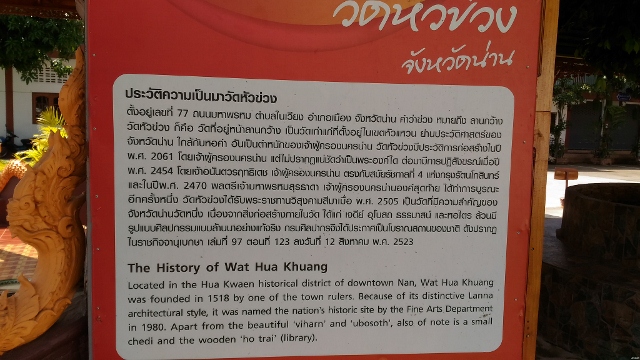 วัดหัวข่วง
จังหวัดน่าน
ประวัติความเป็นมาวัดหัวข่วง
ตั้งอยู่เลขที่ 77 ถนนมหาพรหม ตำบลในเวียง อำเภอเมือง จังหวัดน่าน คำว่าข่วง หมายถึง ลานกว้าง
วัดหัวข่วง ก็คือ วัดที่อยู่หน้าลานกว้าง เป็นวัดเก่าแก่ที่ตั้งอยู่ในเขตหัวแหวน ย่านประวัติศาสตร์ของ
จังหวัดน่าน ใกล้กับหอคำ อันเป็นตำหนักของเจ้าผู้ครองนครน่าน วัดหัวข่วงมีประวัติการก่อสร้างในปี
พ.ศ. 2061 โดยเจ้าผู้ครองนครน่าน แต่ไม่ปรากฏแน่ชัดว่าเป็นพระองค์ใด ต่อมามีการปฏิสังขรณ์เมื่อปี
พ.ศ. 2454 โดยเจ้าอนันตวรฤทธิเดช เจ้าผู้ครองนครน่าน ตรงกับสมัยรัชกาลที่ 4 แห่งกรุงรัตนโกสินทร์
และในปีพ.ศ. 2470 พลตรีเจ้ามหาพรหมสุรธาดา เจ้าผู้ครองนครน่านองค์สุดท้าย ได้ทำการบูรณะ
อีกครั้งหนึ่ง วัดหัวข่วงได้รับพระราชทานวิสุงคามสีมาเมื่อ พ.ศ. 2505 เป็นวัดที่มีความสำคัญของ
จังหวัดน่านวัดหนึ่ง เนื่องจากสิ่งก่อสร้างภายในวัด ได้แก่ เจดีย์ อุโบสถ ธรรมาสน์ และหอไตร ล้วนมี
รูปแบบศิลปกรรมแบบล้านนาอย่างแท้จริง กรมศิลปากรจึงได้ประกาศเป็นโบราณสถานของชาติ ดังปรากฏ
ในราชกิจจานุเบกษา เล่มที่ 97 ตอนที่ 123 ลงวันที่ 12 สิงหาคม พ.ศ. 2523
The History of Wat Hua Khuang
Located in the Hua Kwaen historical district of downtown Nan, Wat Hua Khuang
was founded in 1518 by one of the town rulers. Because of its distinctive Lanna
architectural style, it was named the nation's historic site by the Fine Arts Department
in 1980. Apart from the beautiful 'viharn' and 'ubosoth', also of note is a small
chedi and the wooden 'ho trai' (library).